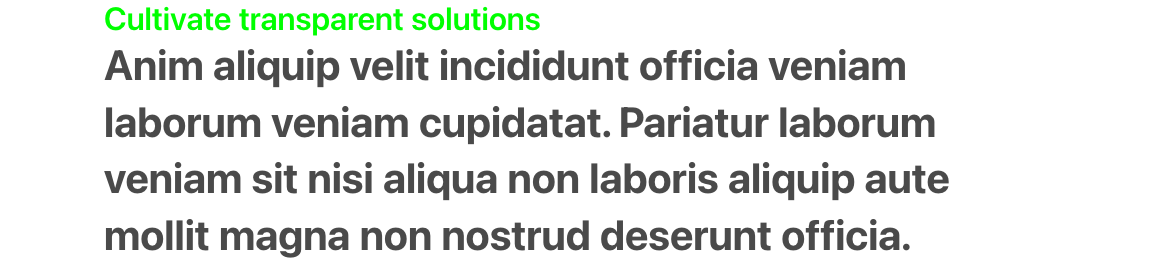 Cultivate transparent solutions
Anim aliquip velit incididunt officia veniam
laborum veniam cupidatat. Pariatur laborum
veniam sit nisi aliqua non laboris aliquip aute
mollit magna non nostrud deserunt officia.